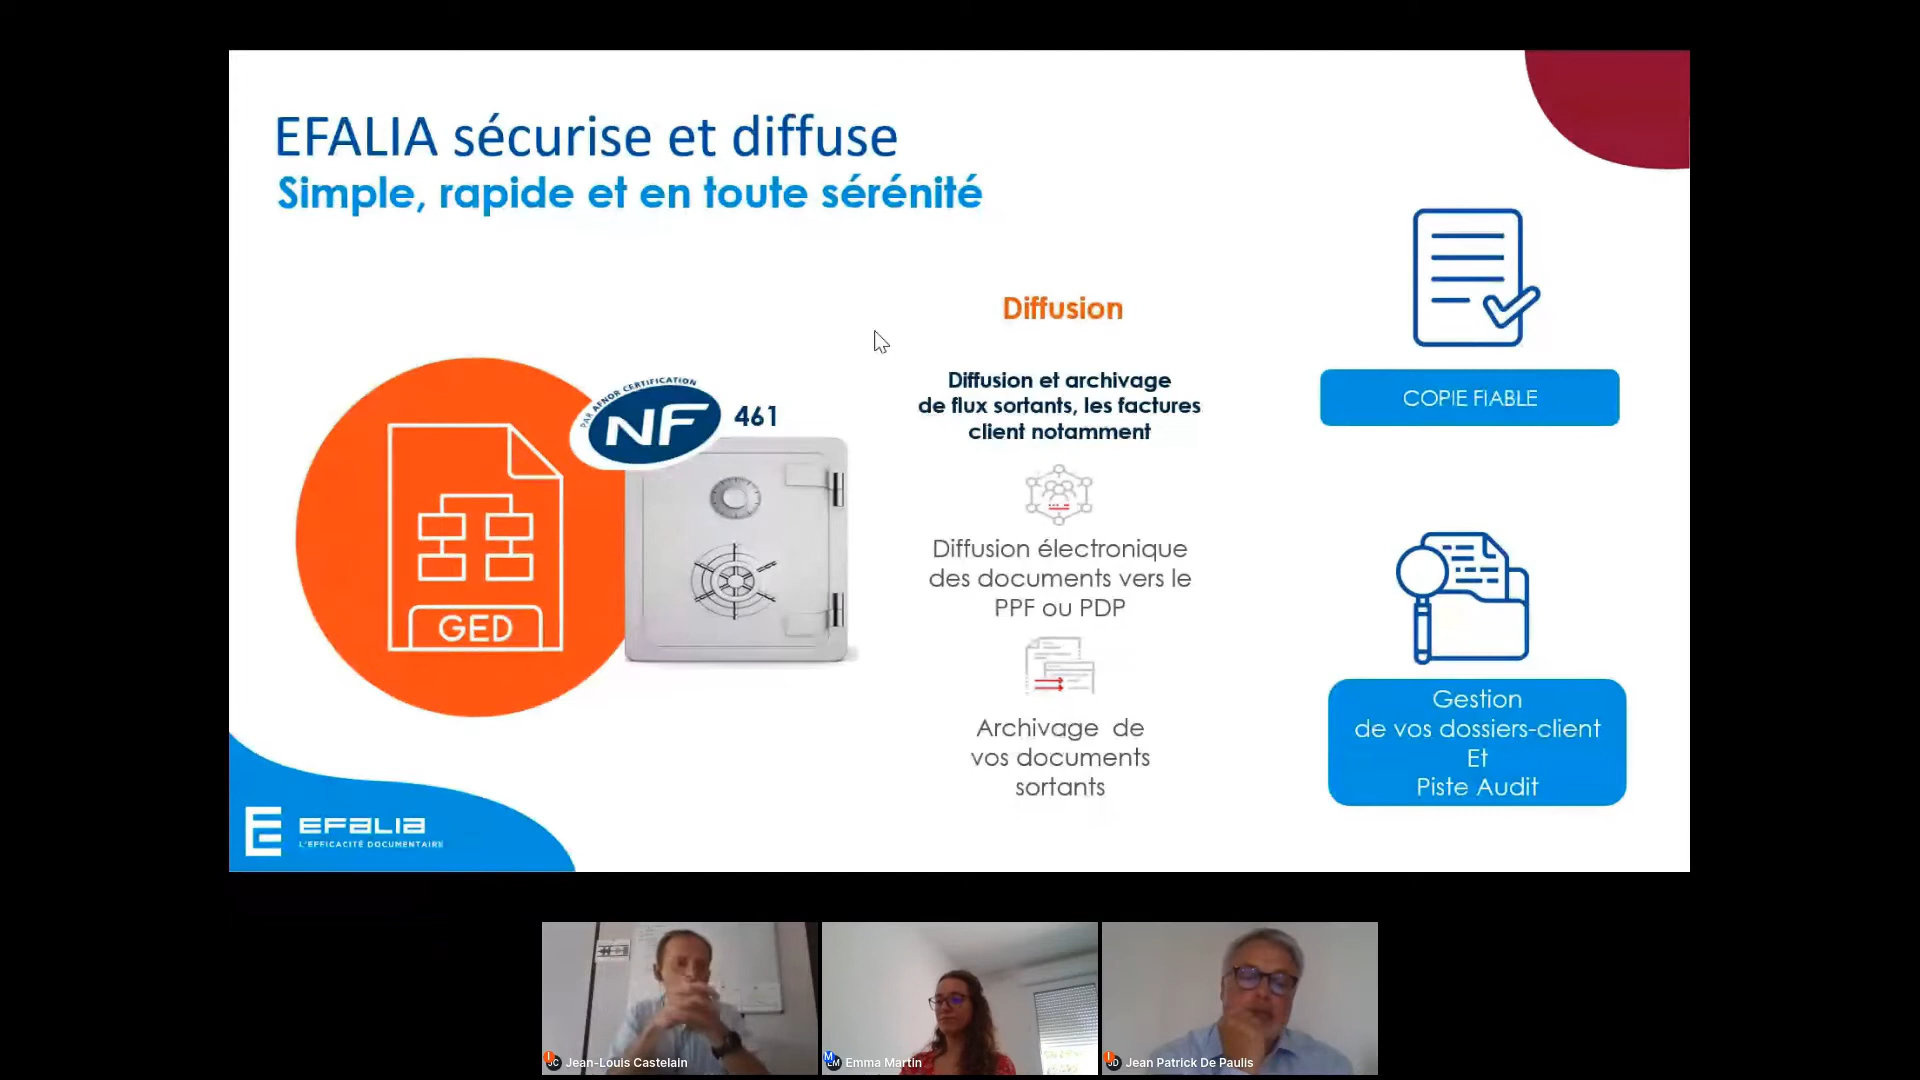 EFALIA sécurise et diffuse
Simple, rapide et en toute sérénité
Diffusion
Diffusion et archivage
de flux sortants, les factures
client notamment
Diffusion électronique
des documents vers le
PPF ou PDP
Archivage de
vos documents
sortants
PAR AFNOR CERTIFICATION
NF
461
GED
COPIE FIABLE
Gestion
de vos dossiers-client
Et
Piste Audit
EFALIA
L'EFFICACITÉ DOCUMENTAIRE
JC Jean-Louis Castelain
M EM Emma Martin
JD Jean Patrick De Paulis